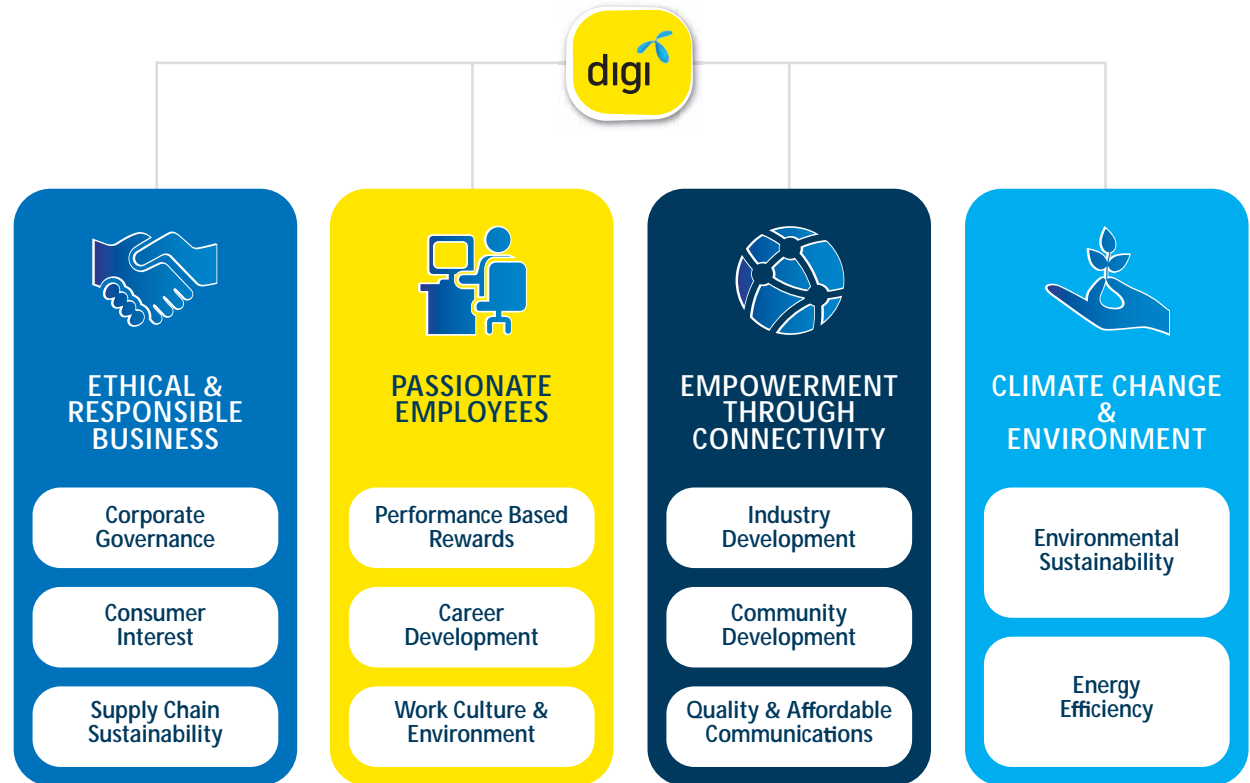 digi
ETHICAL &
RESPONSIBLE
BUSINESS
Corporate
Governance
Consumer
Interest
Supply Chain
Sustainability
PASSIONATE
EMPLOYEES
Performance Based
Rewards
Career
Development
Work Culture &
Environment
EMPOWERMENT
THROUGH
CONNECTIVITY
Industry
Development
Community
Development
Quality & Affordable
Communications
CLIMATE CHANGE
&
ENVIRONMENT
Environmental
Sustainability
Energy
Efficiency